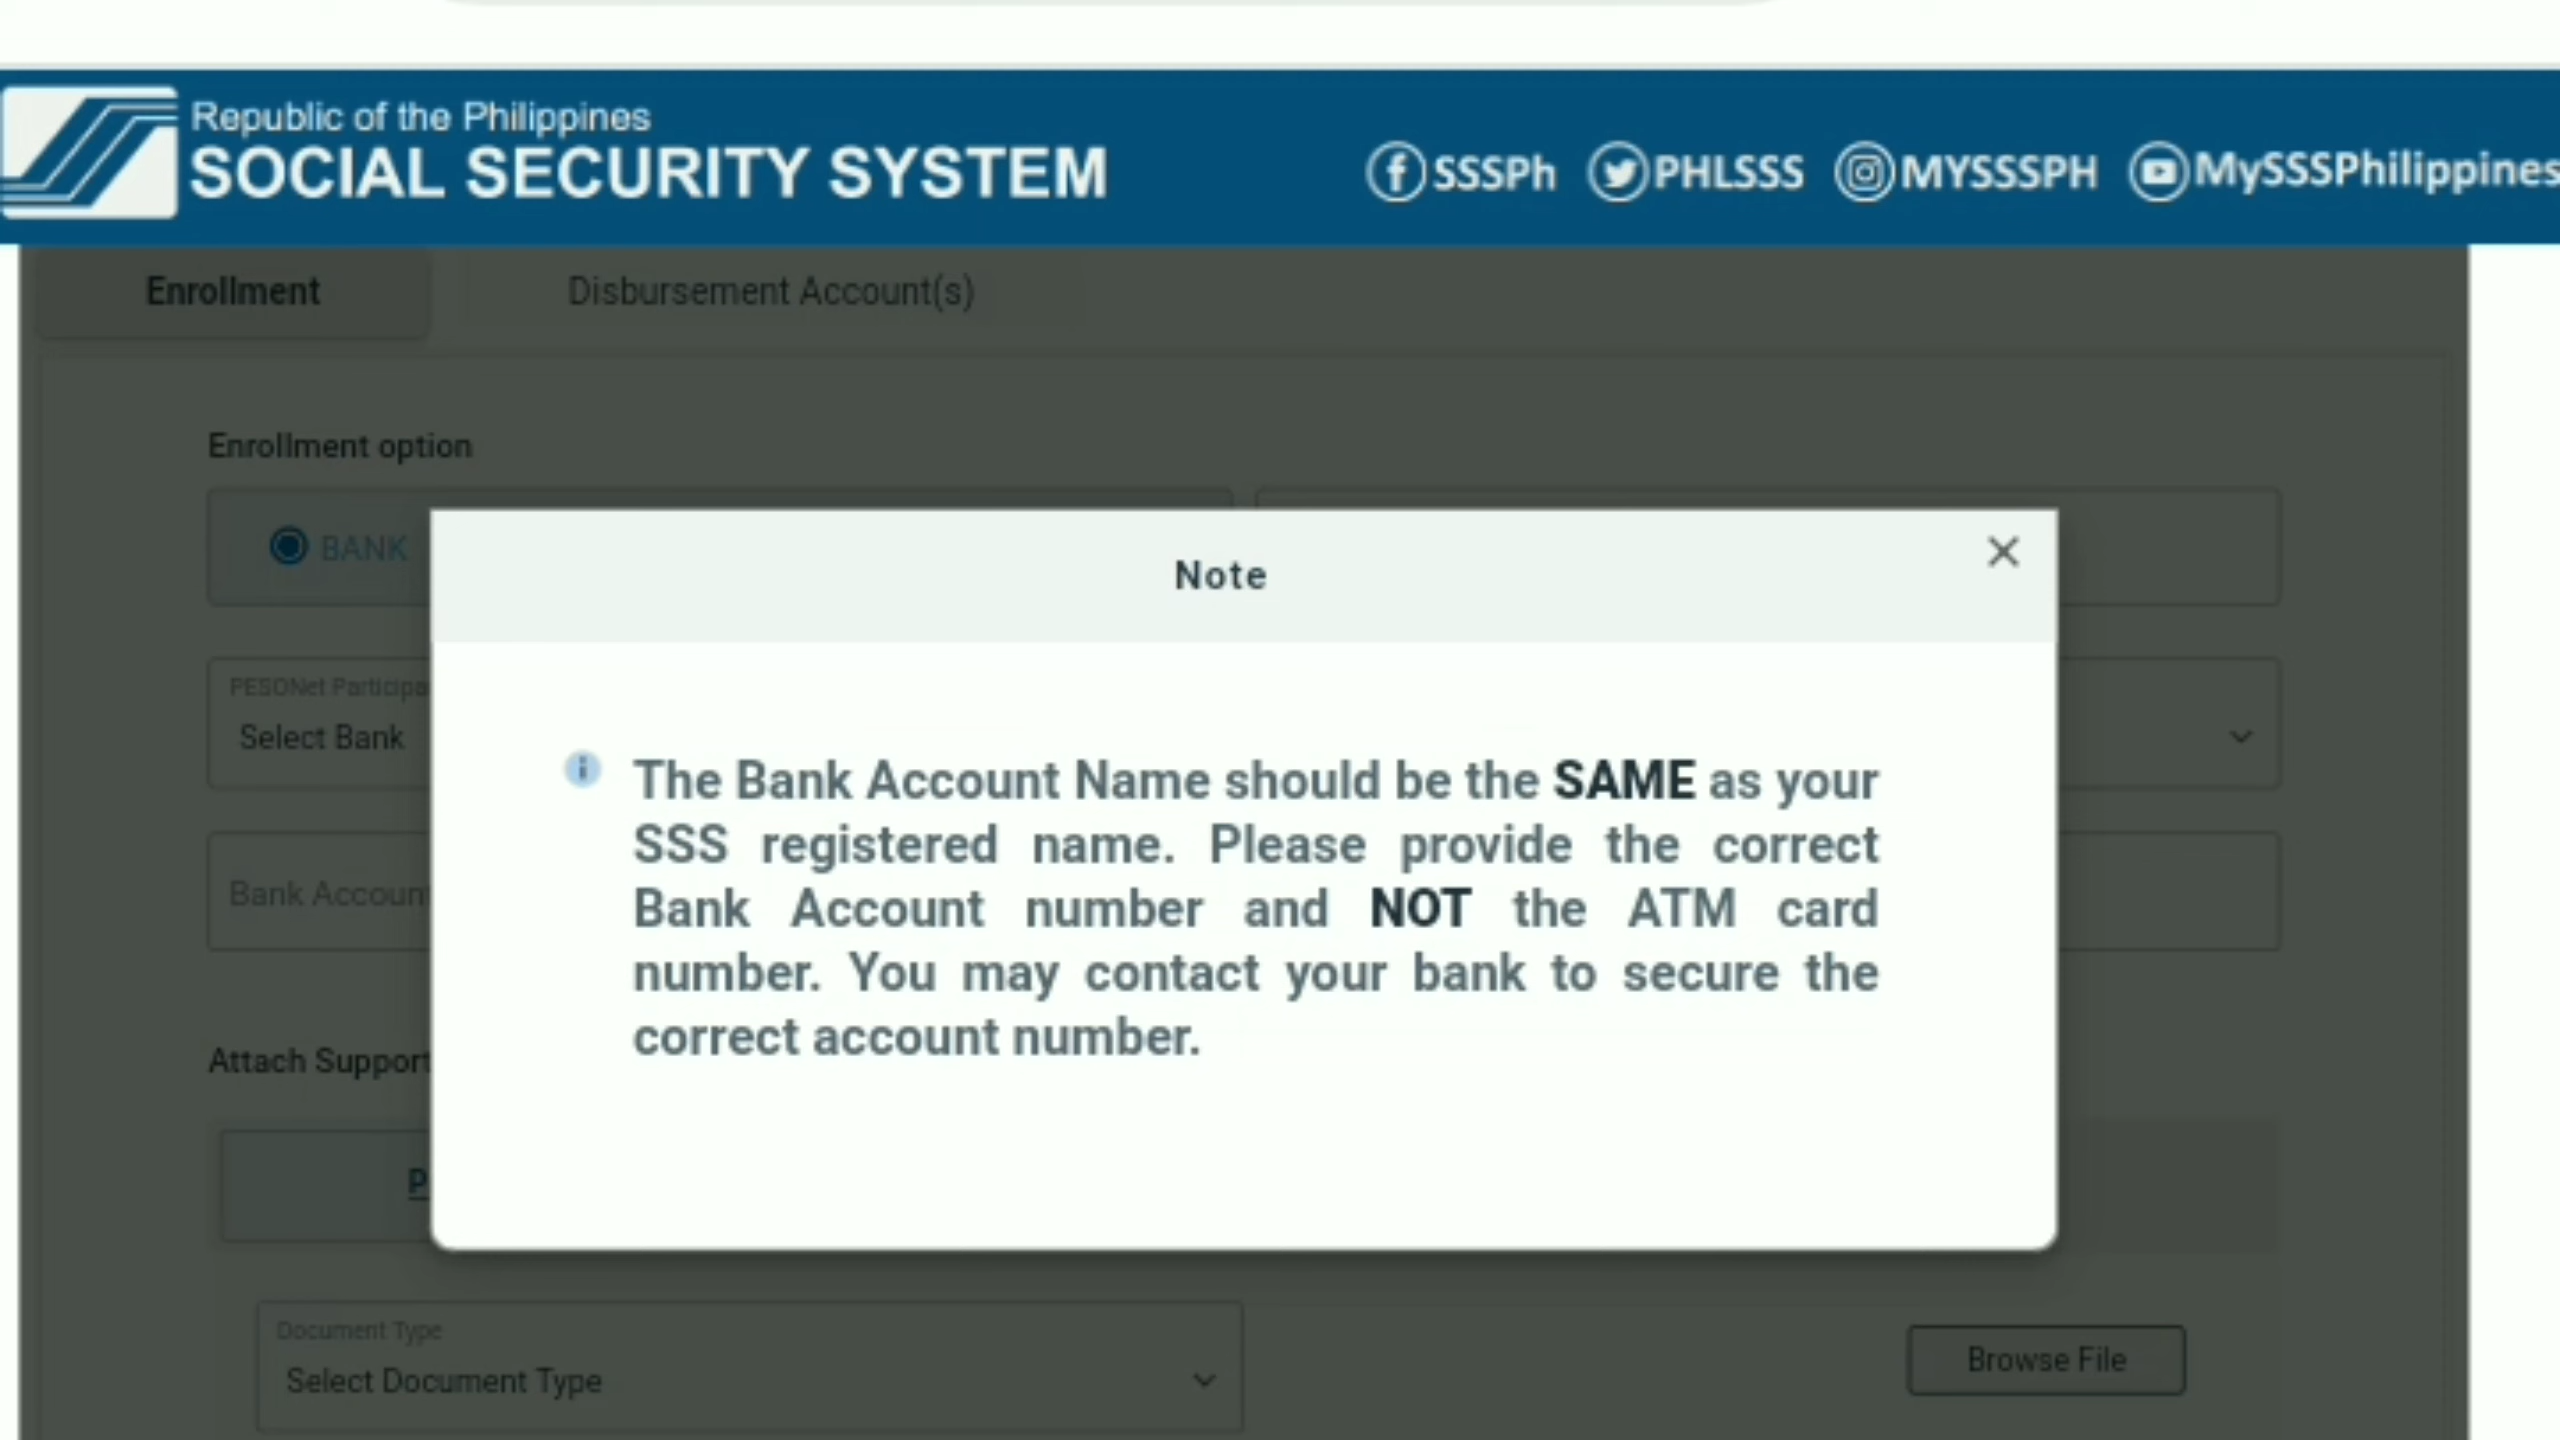 Republic of the Philippines
SOCIAL SECURITY SYSTEM
SSSPh PHLSSS MYSSSPH MySSSPhilippines
Enrollment Disbursement Account(s)
Enrollment option
BANK
Note
PESONet
Select Bank
The Bank Account Name should be the SAME as your
SSS registered name. Please provide the correct
Bank Account number and NOT the ATM card
number. You may contact your bank to secure the
correct account number.
Bank Account
Attach Support
P
Document Type
Select Document Type
Browse File